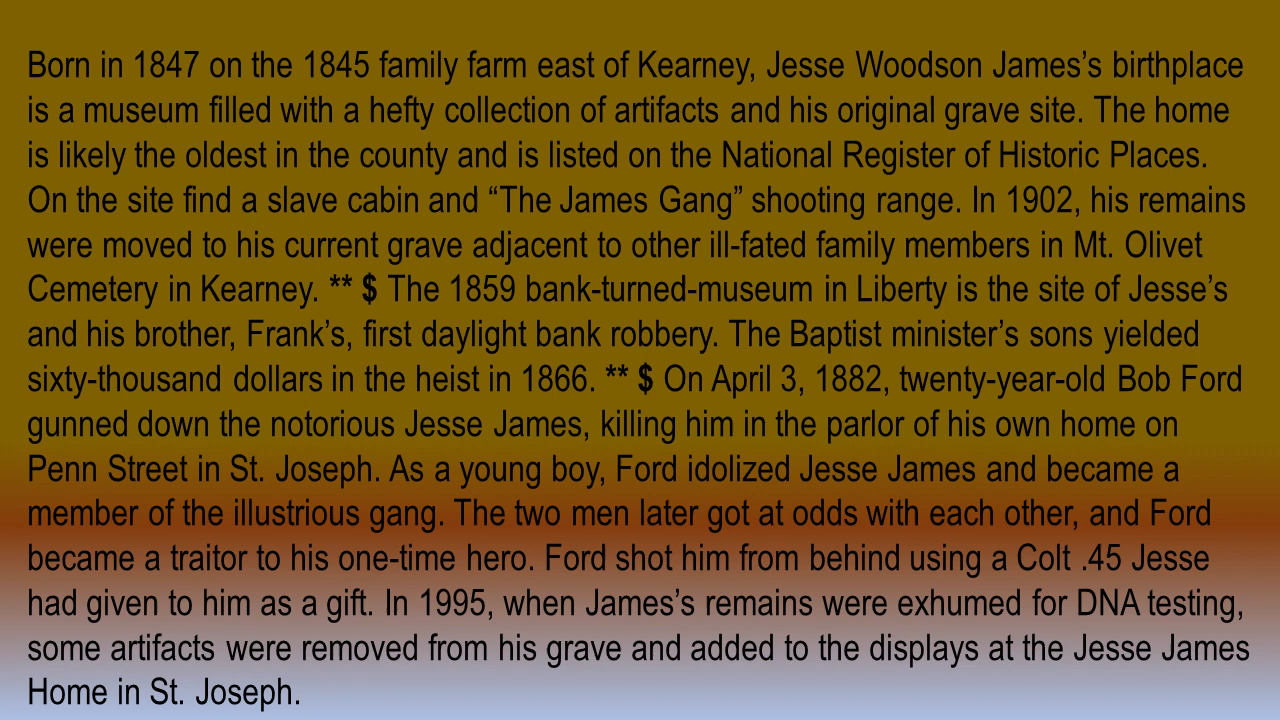 Born in 1847 on the 1845 family farm east of Kearney, Jesse Woodson James’s birthplace
is a museum filled with a hefty collection of artifacts and his original grave site. The home
is likely the oldest in the county and is listed on the National Register of Historic Places.
On the site find a slave cabin and “The James Gang” shooting range. In 1902, his remains
were moved to his current grave adjacent to other ill-fated family members in Mt. Olivet
Cemetery in Kearney. ** $ The 1859 bank-turned-museum in Liberty is the site of Jesse’s
and his brother, Frank’s, first daylight bank robbery. The Baptist minister’s sons yielded
sixty-thousand dollars in the heist in 1866. ** $ On April 3, 1882, twenty-year-old Bob Ford
gunned down the notorious Jesse James, killing him in the parlor of his own home on
Penn Street in St. Joseph. As a young boy, Ford idolized Jesse James and became a
member of the illustrious gang. The two men later got at odds with each other, and Ford
became a traitor to his one-time hero. Ford shot him from behind using a Colt .45 Jesse
had given to him as a gift. In 1995, when James’s remains were exhumed for DNA testing,
some artifacts were removed from his grave and added to the displays at the Jesse James
Home in St. Joseph.